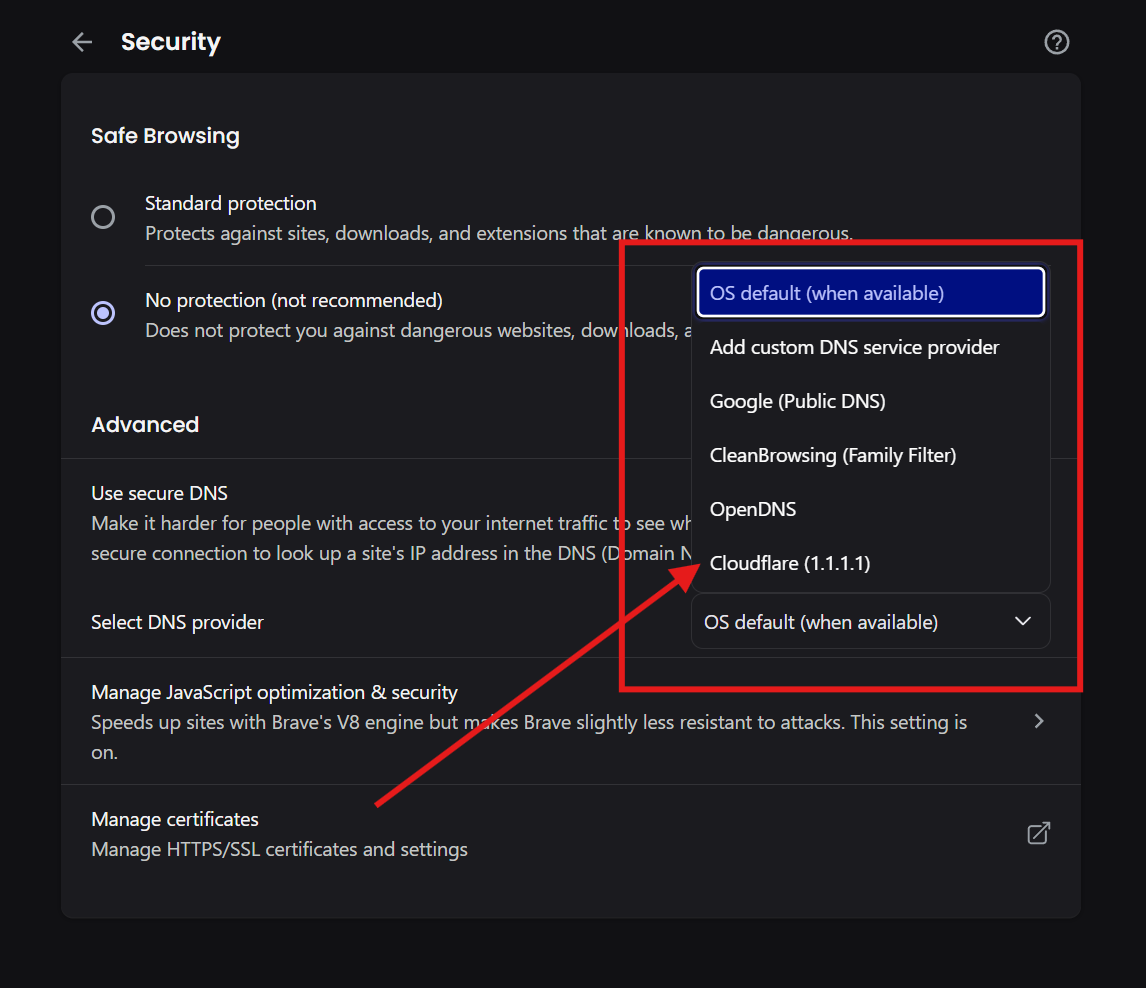 Security
Safe Browsing
Standard protection
Protects against sites, downloads, and extensions that are known to be dangerous.
No protection (not recommended)
Does not protect you against dangerous websites, downloads,
Advanced
Use secure DNS
Make it harder for people with access to your internet traffic to see
secure connection to look up a site's IP address in the DNS (Domain
Select DNS provider
OS default (when available)
Add custom DNS service provider
Google (Public DNS)
CleanBrowsing (Family Filter)
OpenDNS
Cloudflare (1.1.1.1)
OS default (when available)
Manage JavaScript optimization & security
Speeds up sites with Brave's V8 engine but makes Brave slightly less resistant to attacks. This setting is
on.
Manage certificates
Manage HTTPS/SSL certificates and settings